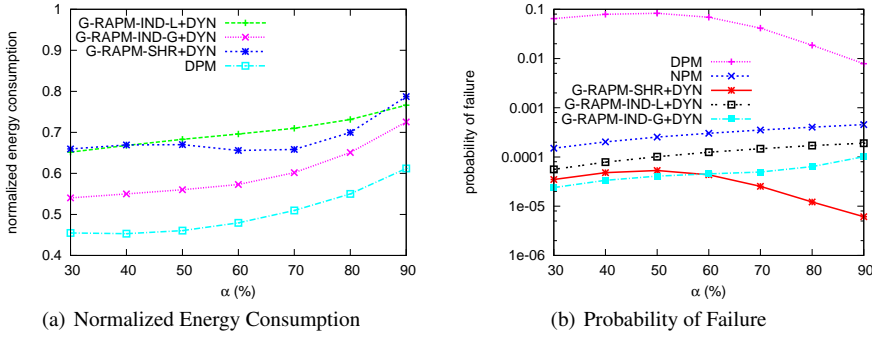 G-RAPM-IND-L+DYN
G-RAPM-IND-G+DYN
G-RAPM-SHR+DYN
DPM
normalized energy consumption
1
0.9
0.8
0.7
0.6
0.5
0.4
30 40 50 60 70 80 90
α (%)
(a) Normalized Energy Consumption
DPM
NPM
G-RAPM-SHR+DYN
G-RAPM-IND-L+DYN
G-RAPM-IND-G+DYN
probability of failure
0.1
0.01
0.001
0.0001
1e-05
1e-06
30 40 50 60 70 80 90
α (%)
(b) Probability of Failure